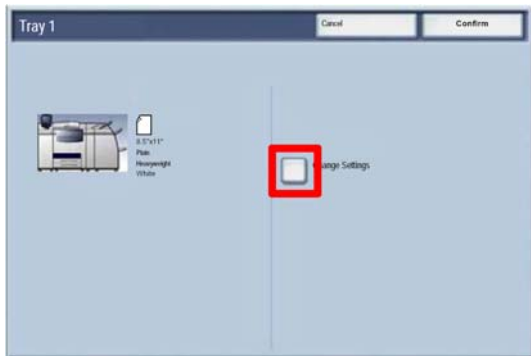 Tray 1
Cancel
Confirm
8.5"x11"
Plain
Heavyweight
White
Change Settings